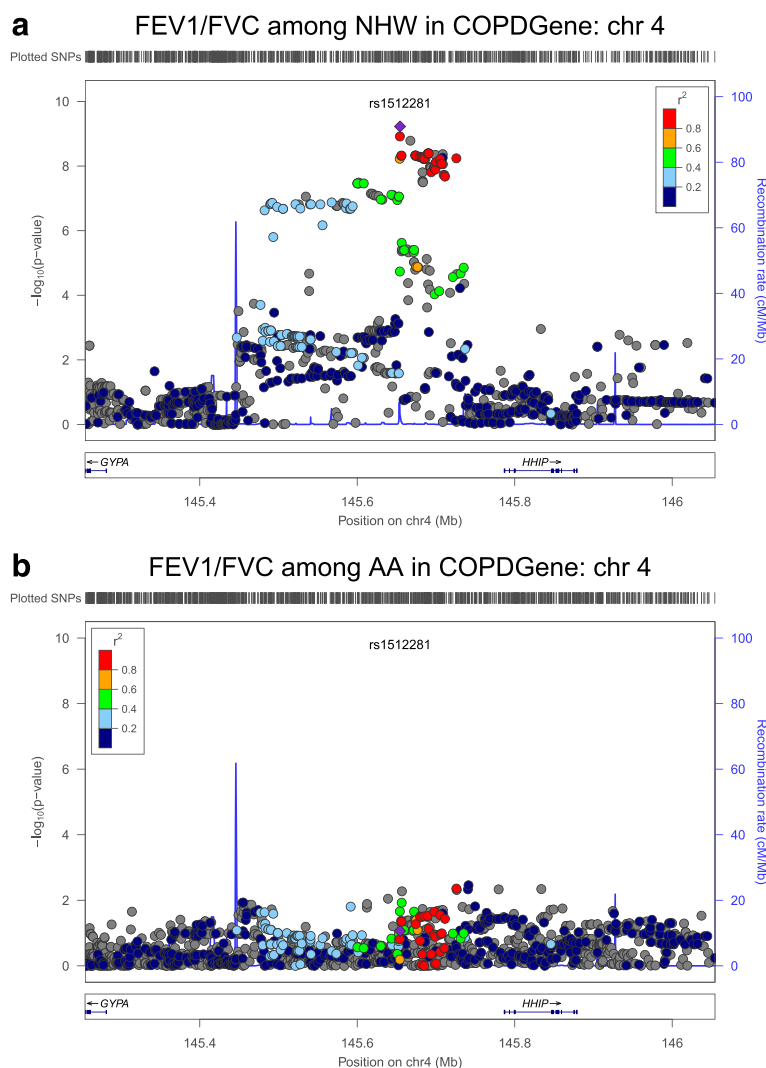 a
FEV1/FVC among NHW in COPDGene: chr 4
Plotted SNPs
rs1512281
r²
0.8
0.6
0.4
0.2
10
8
6
4
2
0
−log10(p−value)
100
80
60
40
20
0
Recombination rate (cM/Mb)
←GYPA
HHIP→
145.4 145.6 145.8 146
Position on chr4 (Mb)
b
FEV1/FVC among AA in COPDGene: chr 4
Plotted SNPs
rs1512281
r²
0.8
0.6
0.4
0.2
10
8
6
4
2
0
−log10(p−value)
100
80
60
40
20
0
Recombination rate (cM/Mb)
←GYPA
HHIP→
145.4 145.6 145.8 146
Position on chr4 (Mb)